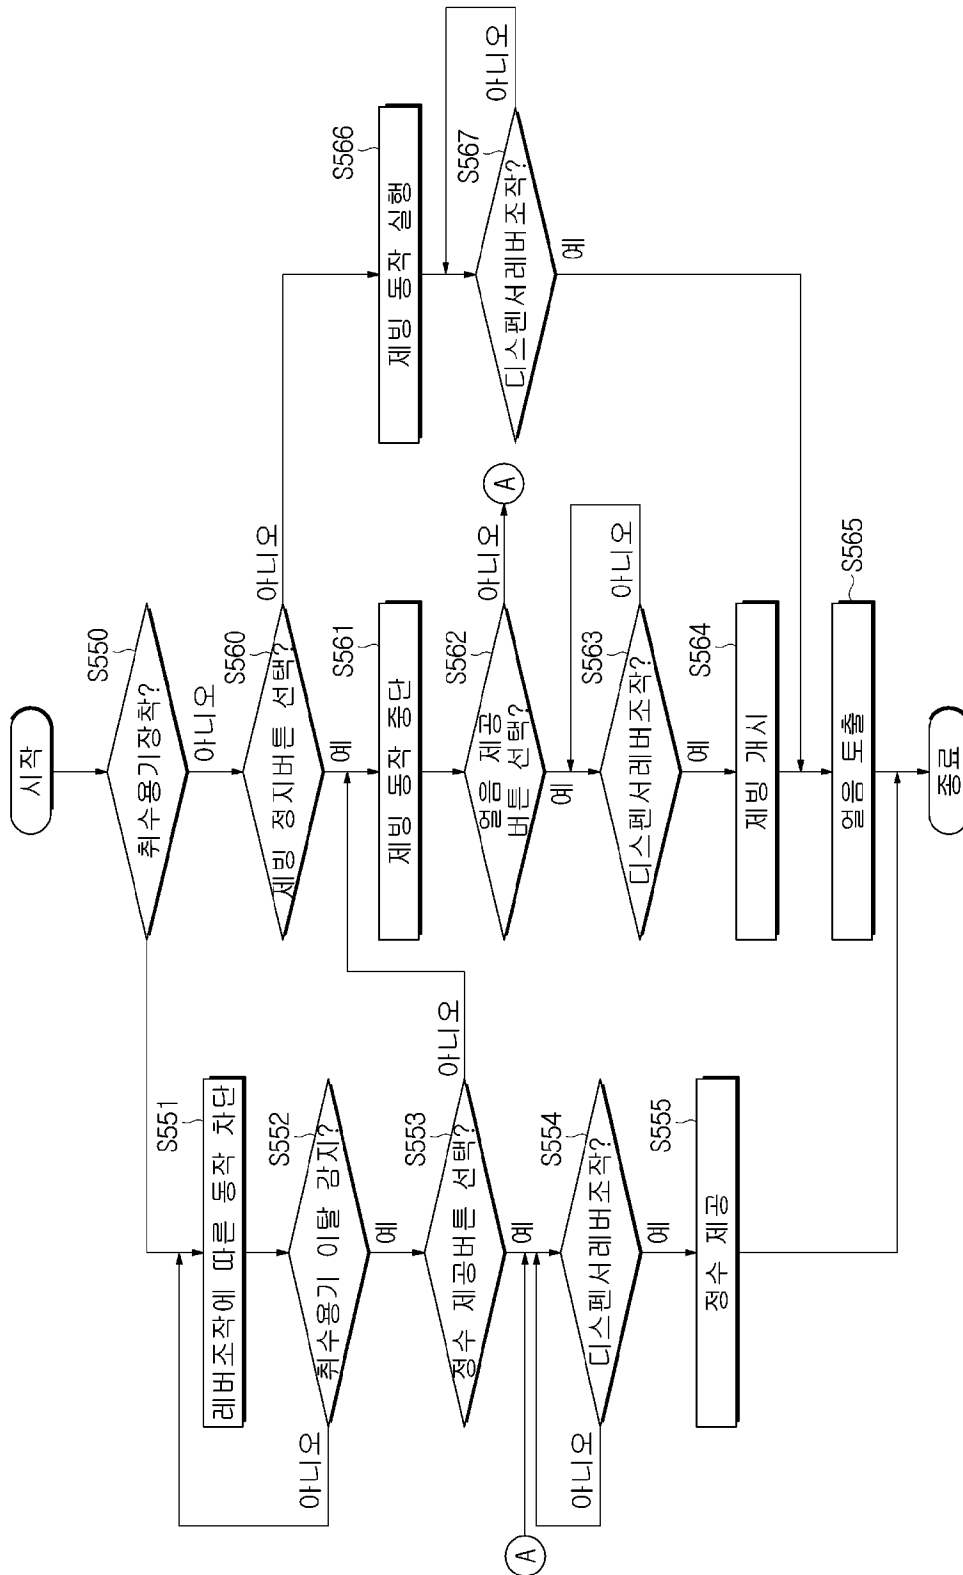 시작
S550
취수용기장착?
아니오
S560
제빙 정지버튼 선택?
아니오
예
S551
레버조작에 따른 동작 차단
S552
취수용기 이탈 감지?
아니오
예
S553
정수 제공버튼 선택?
아니오
예
A
S554
디스펜서레버조작?
아니오
예
S555
정수 제공
S561
제빙 동작 중단
S562
얼음 제공
버튼 선택?
아니오
A
예
S563
디스펜서레버조작?
아니오
예
S564
제빙 개시
S566
제빙 동작 실행
S567
디스펜서레버조작?
아니오
예
S565
얼음 토출
종료